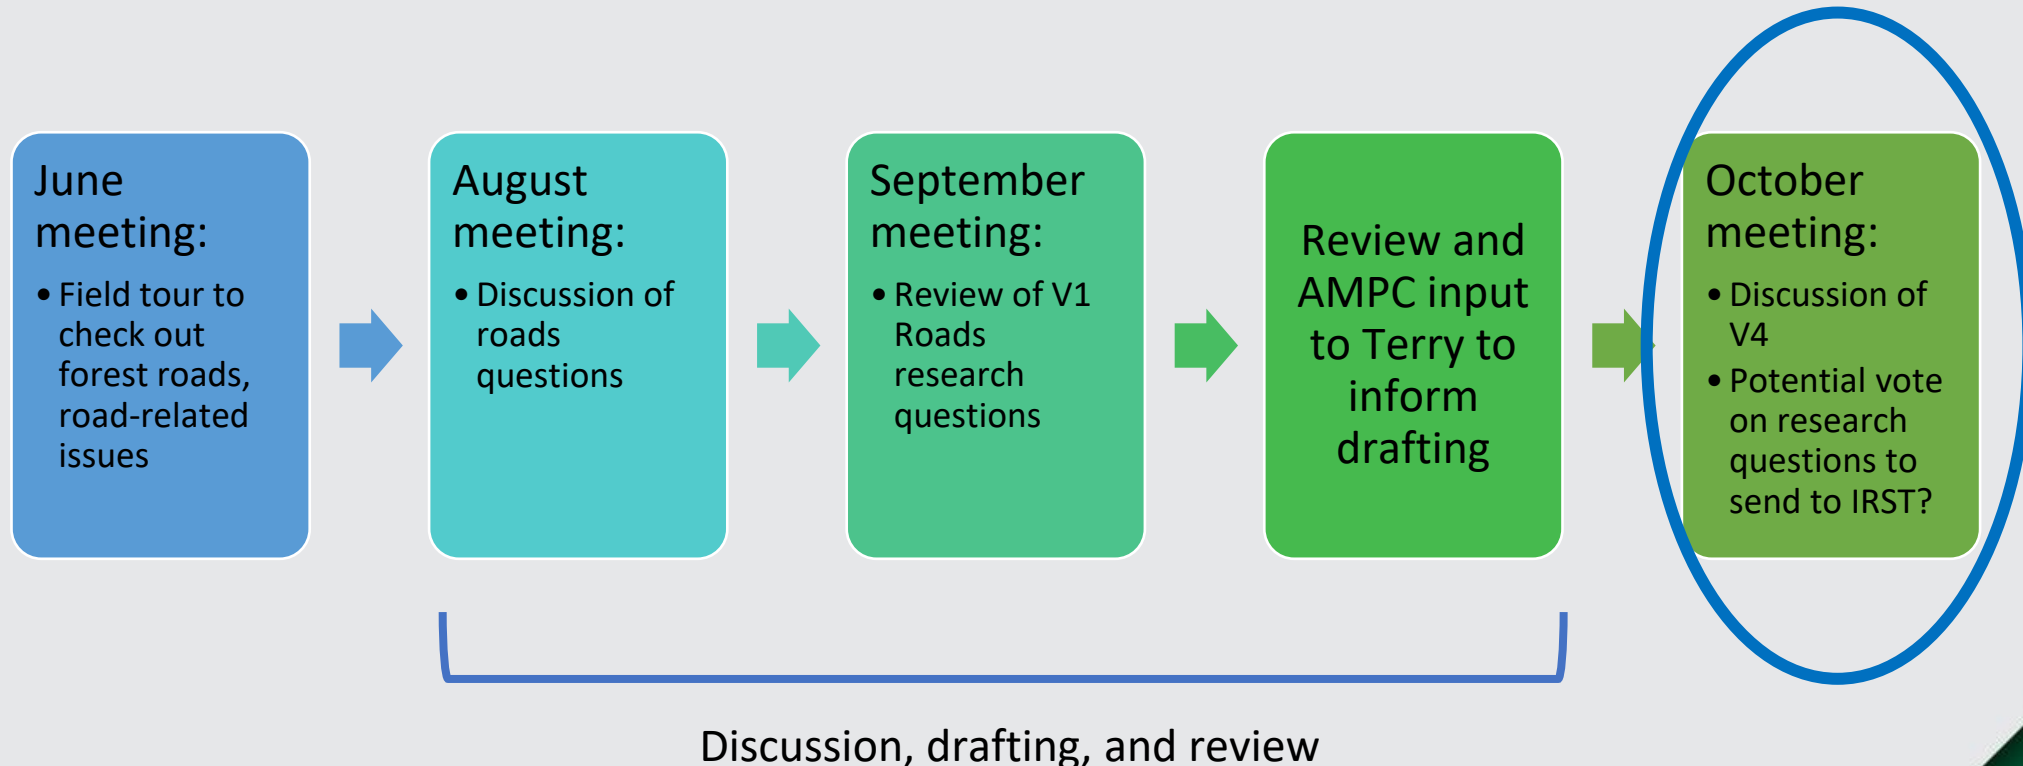 June
meeting:
• Field tour to
check out
forest roads,
road-related
issues
August
meeting:
• Discussion of
roads
questions
September
meeting:
• Review of V1
Roads
research
questions
Review and
AMPC input
to Terry to
inform
drafting
October
meeting:
• Discussion of
V4
• Potential vote
on research
questions to
send to IRST?
Discussion, drafting, and review